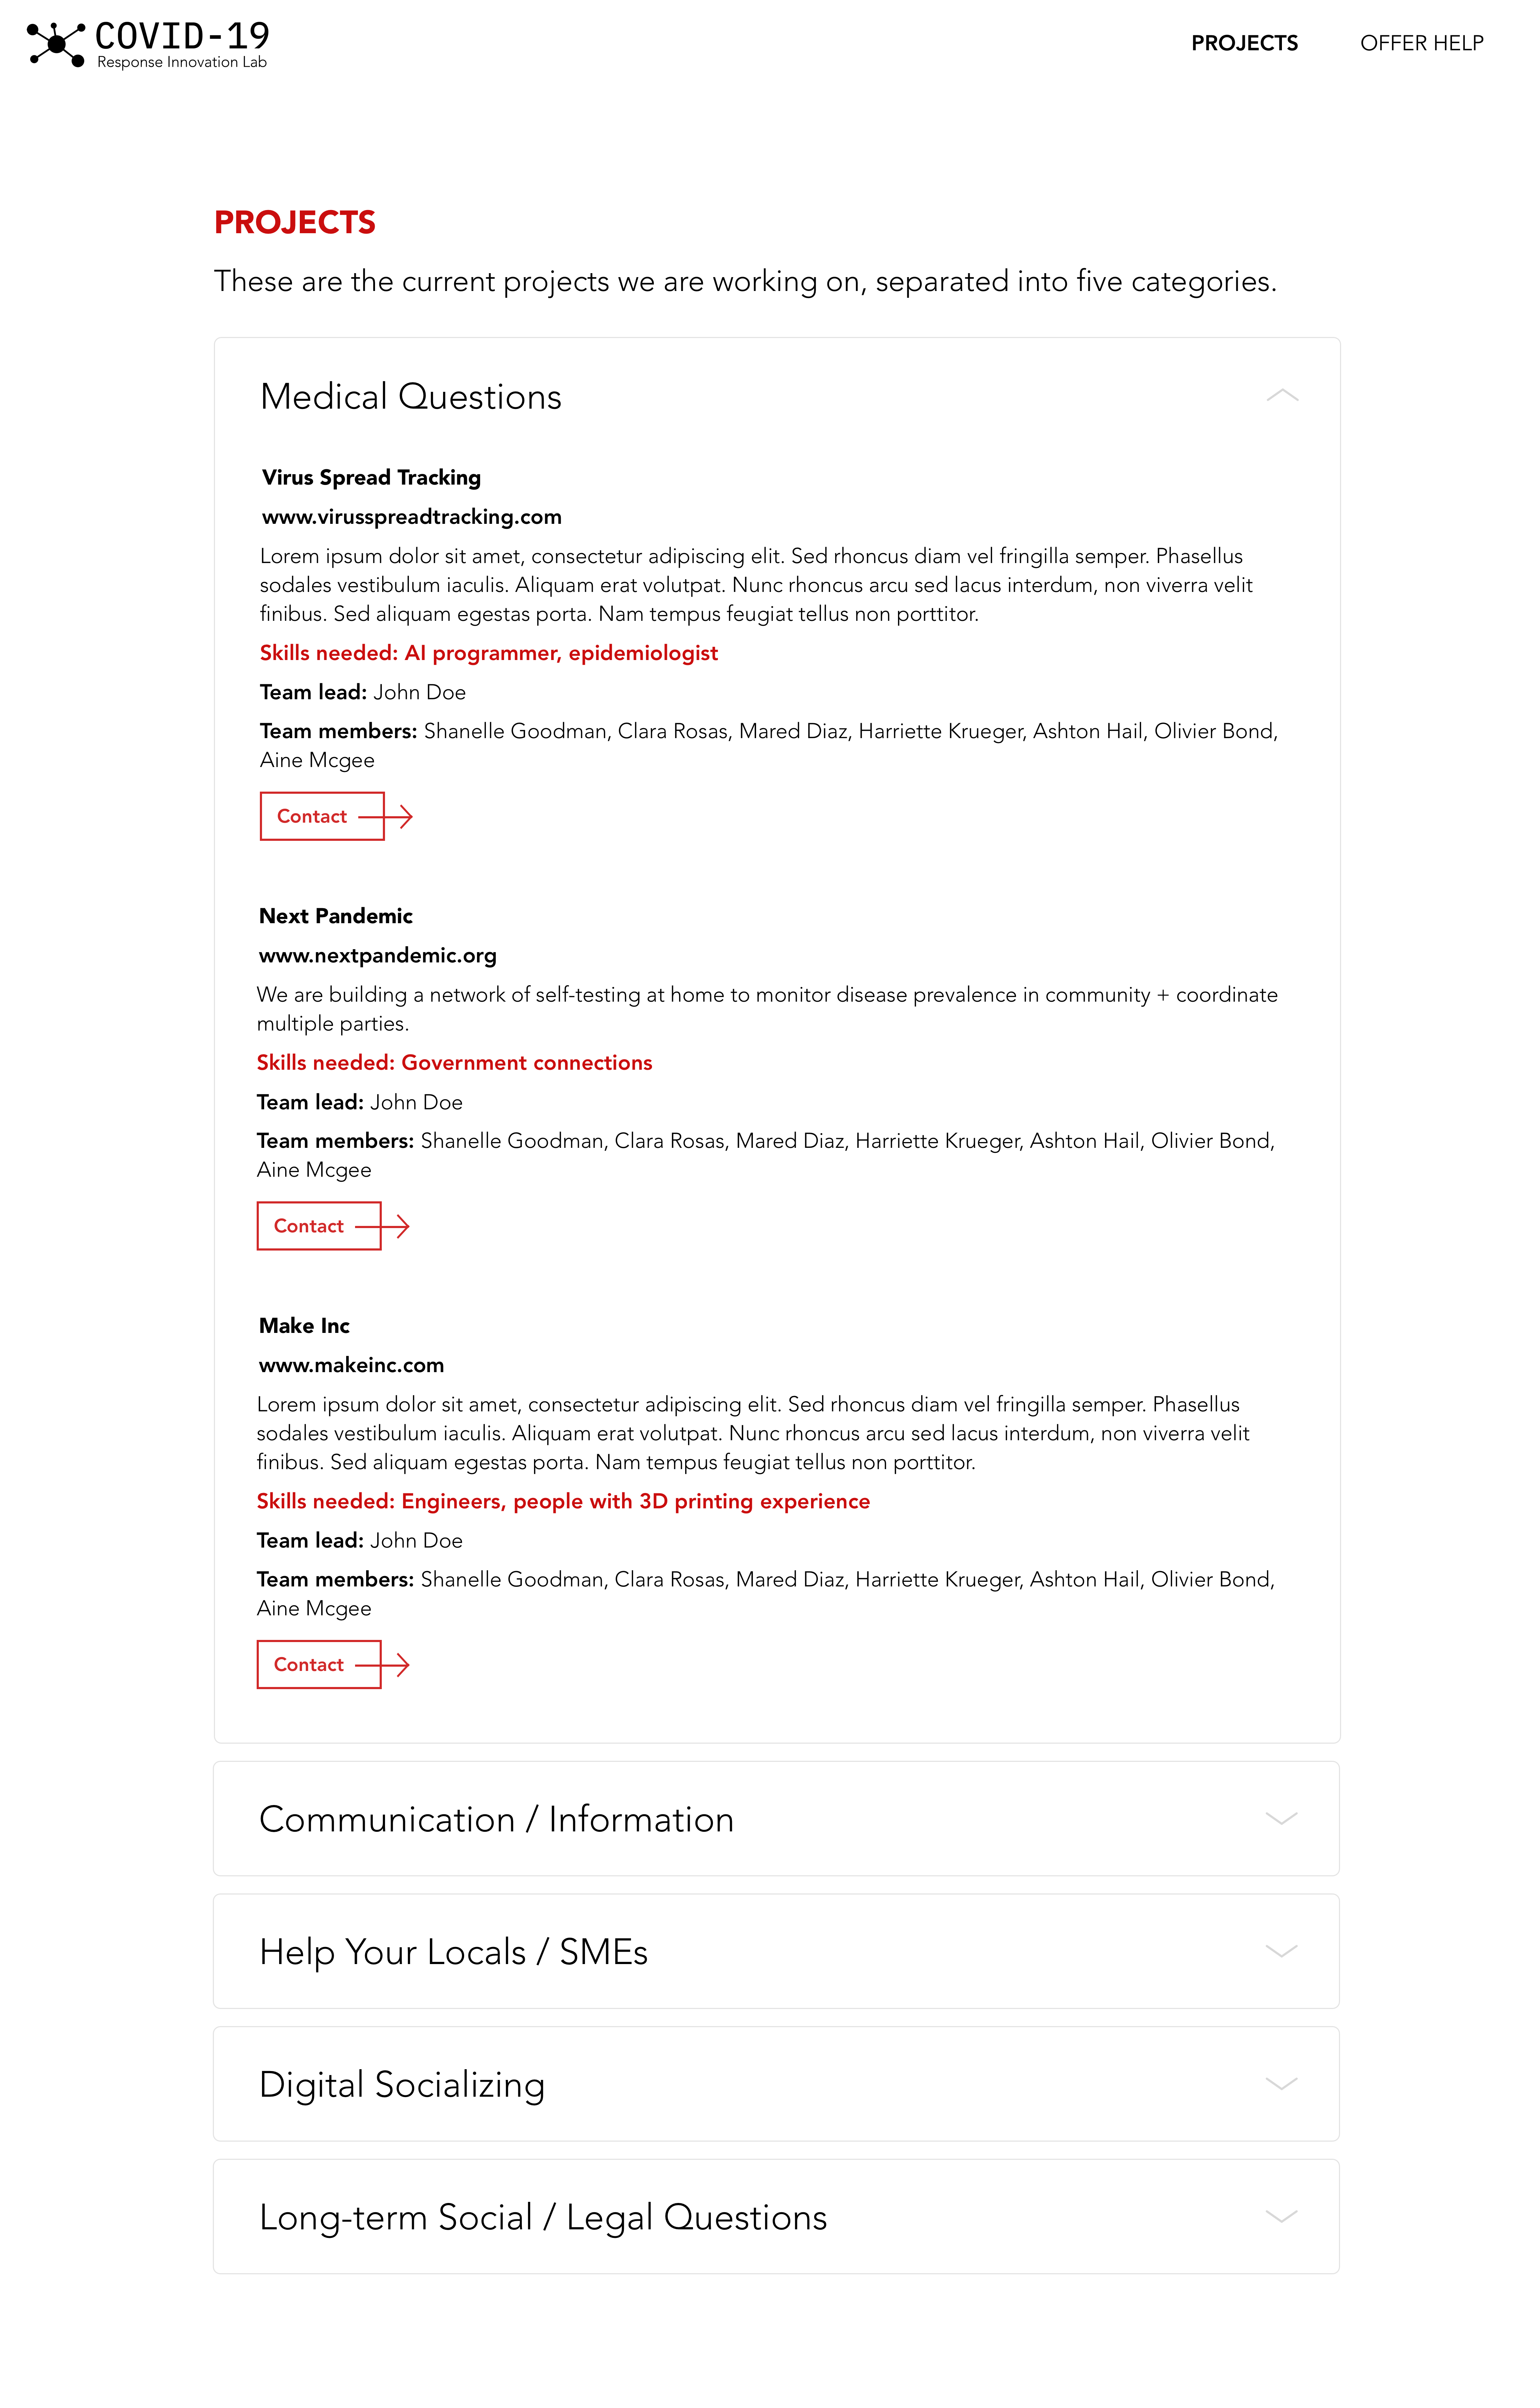 COVID-19
Response Innovation Lab
PROJECTS
OFFER HELP
PROJECTS
These are the current projects we are working on, separated into five categories.
Medical Questions
Virus Spread Tracking
www.virusspreadtracking.com
Lorem ipsum dolor sit amet, consectetur adipiscing elit. Sed rhoncus diam vel fringilla semper. Phasellus
sodales vestibulum iaculis. Aliquam erat volutpat. Nunc rhoncus arcu sed lacus interdum, non viverra velit
finibus. Sed aliquam egestas porta. Nam tempus feugiat tellus non porttitor.
Skills needed: AI programmer, epidemiologist
Team lead: John Doe
Team members: Shanelle Goodman, Clara Rosas, Mared Diaz, Harriette Krueger, Ashton Hail, Olivier Bond,
Aine Mcgee
Contact
Next Pandemic
www.nextpandemic.org
We are building a network of self-testing at home to monitor disease prevalence in community + coordinate
multiple parties.
Skills needed: Government connections
Team lead: John Doe
Team members: Shanelle Goodman, Clara Rosas, Mared Diaz, Harriette Krueger, Ashton Hail, Olivier Bond,
Aine Mcgee
Contact
Make Inc
www.makeinc.com
Lorem ipsum dolor sit amet, consectetur adipiscing elit. Sed rhoncus diam vel fringilla semper. Phasellus
sodales vestibulum iaculis. Aliquam erat volutpat. Nunc rhoncus arcu sed lacus interdum, non viverra velit
finibus. Sed aliquam egestas porta. Nam tempus feugiat tellus non porttitor.
Skills needed: Engineers, people with 3D printing experience
Team lead: John Doe
Team members: Shanelle Goodman, Clara Rosas, Mared Diaz, Harriette Krueger, Ashton Hail, Olivier Bond,
Aine Mcgee
Contact
Communication / Information
Help Your Locals / SMEs
Digital Socializing
Long-term Social / Legal Questions